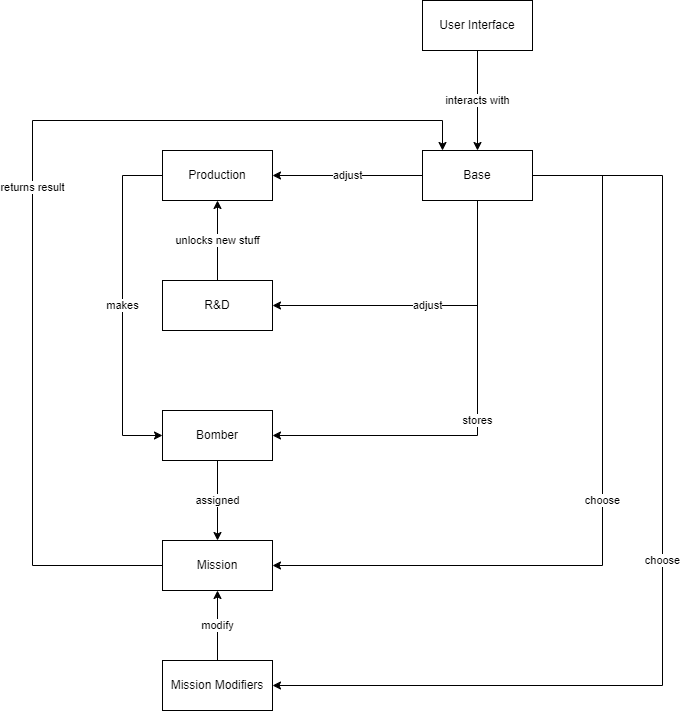 User Interface
interacts with
Production
adjust
Base
returns result
unlocks new stuff
makes
R&D
adjust
Bomber
stores
assigned
choose
Mission
choose
modify
Mission Modifiers